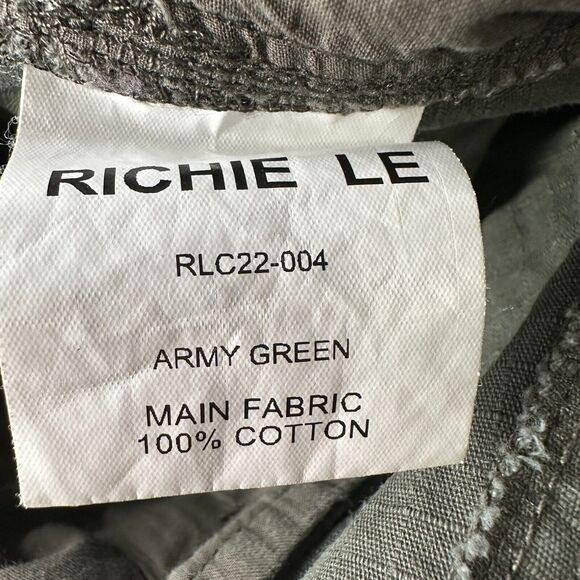 RICHIE LE
RLC22-004
ARMY GREEN
MAIN FABRIC
100% COTTON